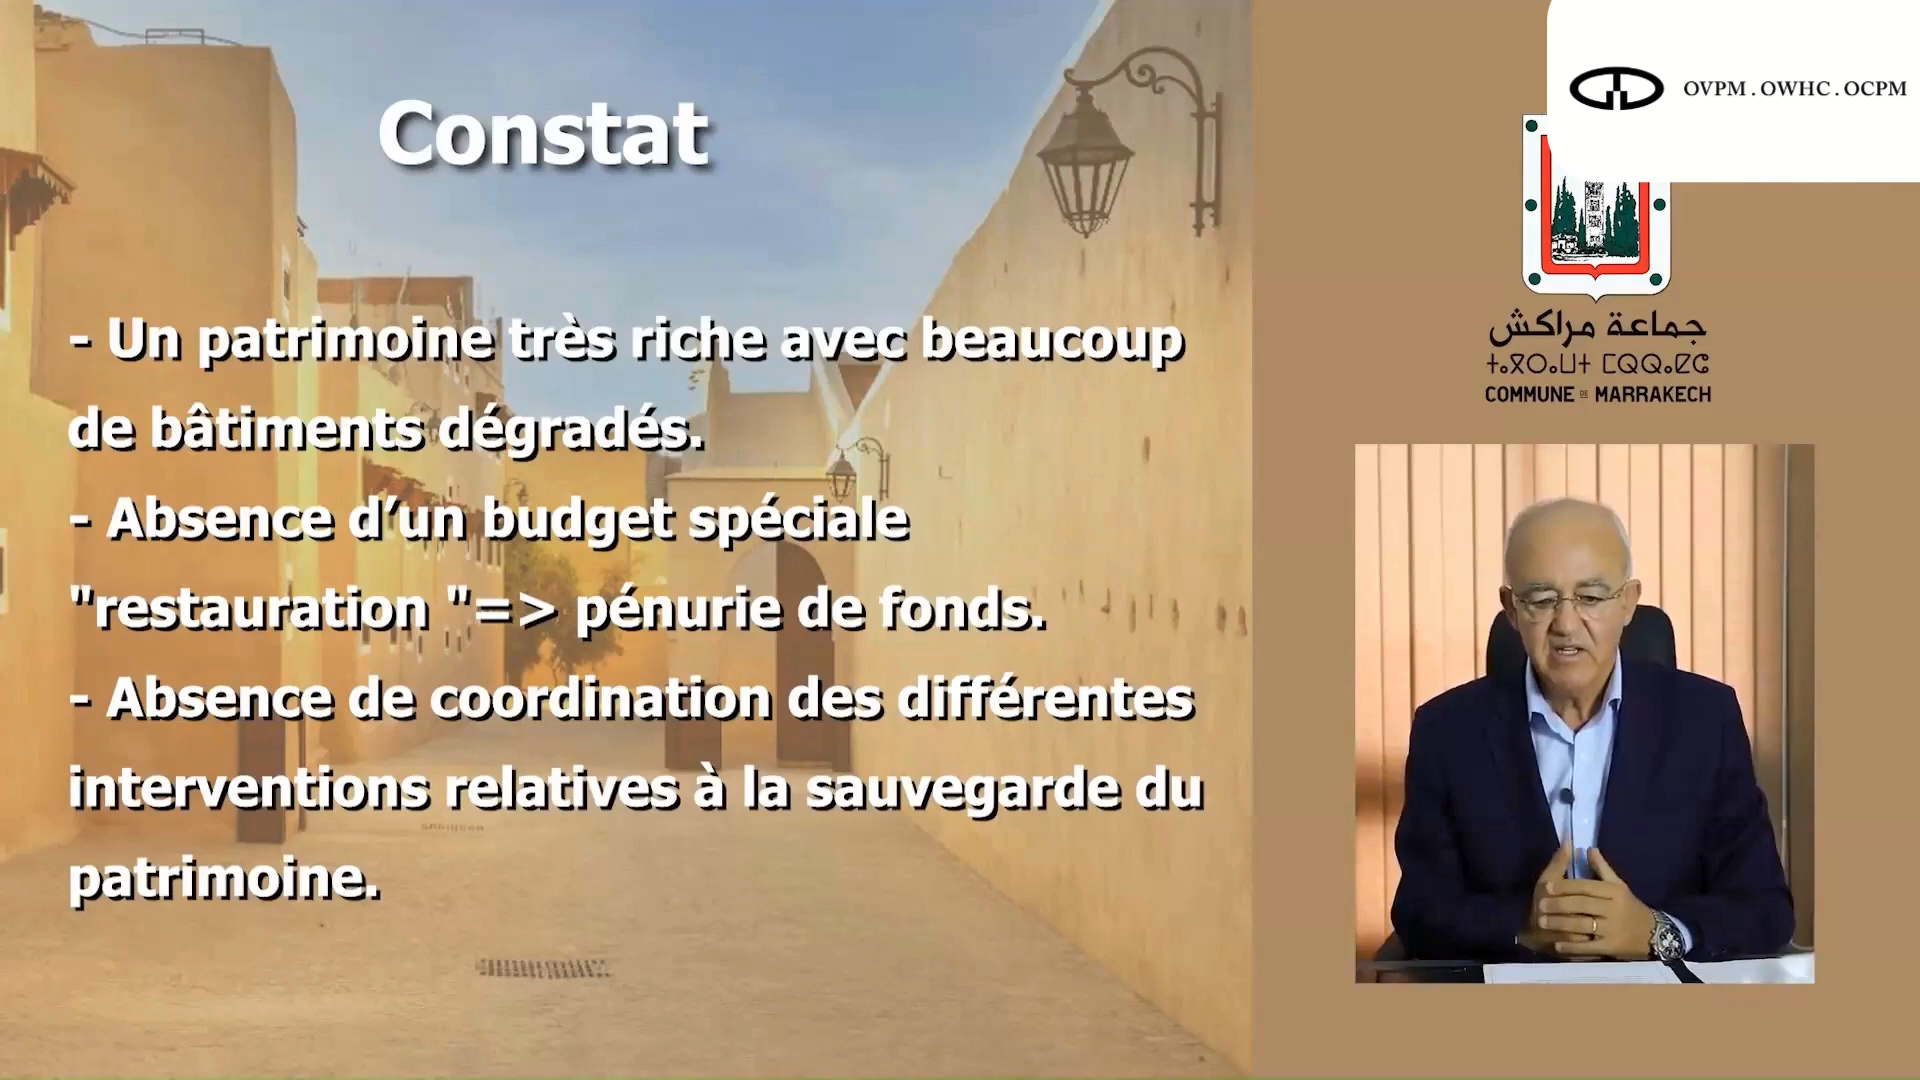 Constat
- Un patrimoine très riche avec beaucoup
de bâtiments dégradés.
- Absence d’un budget spéciale
"restauration "=> pénurie de fonds.
- Absence de coordination des différentes
interventions relatives à la sauvegarde du
patrimoine.
OVPM . OWHC . OCPM
جماعة مراكش
ⵜⴰⴳⵔⴰⵡⵜ ⵎⵕⵕⴰⴽⵛ
COMMUNE DE MARRAKECH